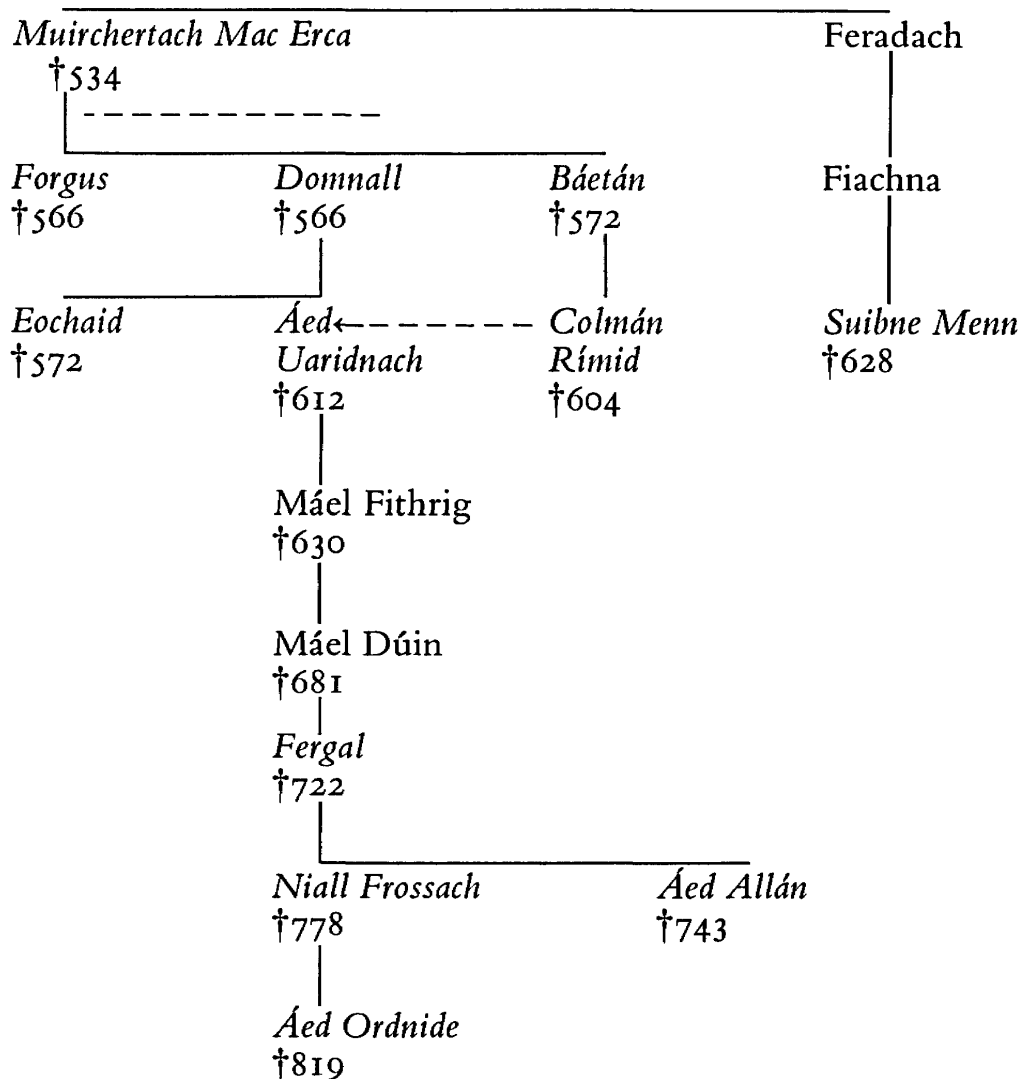 Muirchertach Mac Erca Feradach
†534
Forgus Domnall Báetán Fiachna
†566 †566 †572
Eochaid Áed Colmán Suibne Menn
†572 Uaridnach Rímid †628
†612 †604
Máel Fithrig
†630
Máel Dúin
†681
Fergal
†722
Niall Frossach Áed Allán
†778 †743
Áed Ordnide
†819